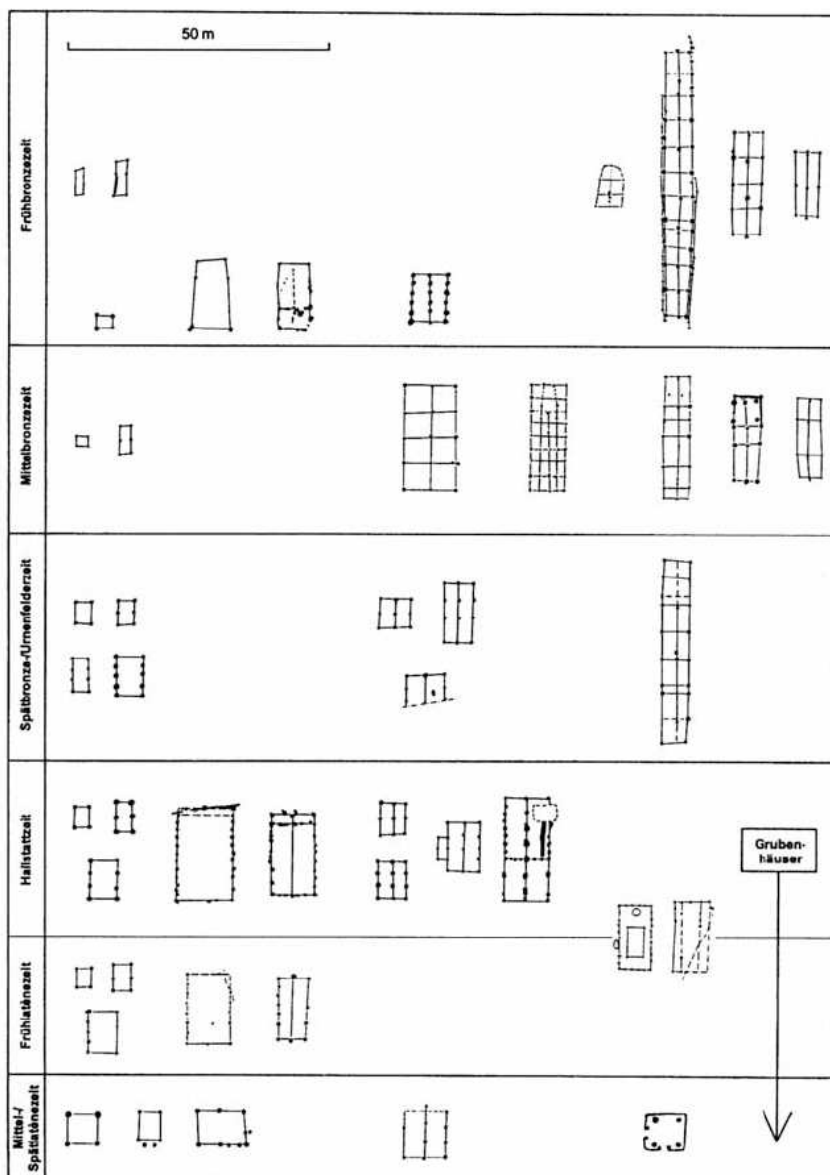 50 m
Frühbronzezeit
Mittelbronzezeit
Spätbronze-/Urnenfelderzeit
Hallstattzeit
Gruben-
häuser
Frühlatènezeit
Mittel-/
Spätlatènezeit